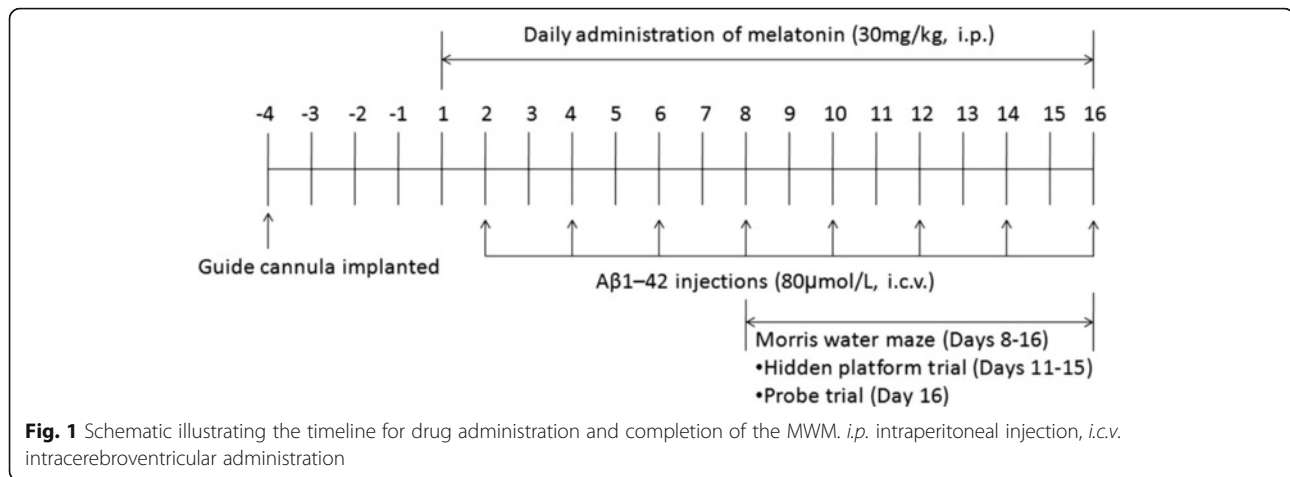 Daily administration of melatonin (30mg/kg, i.p.)
-4 -3 -2 -1 1 2 3 4 5 6 7 8 9 10 11 12 13 14 15 16
Guide cannula implanted
Aβ1–42 injections (80µmol/L, i.c.v.)
Morris water maze (Days 8-16)
•Hidden platform trial (Days 11-15)
•Probe trial (Day 16)
Fig. 1 Schematic illustrating the timeline for drug administration and completion of the MWM. i.p. intraperitoneal injection, i.c.v.
intracerebroventricular administration